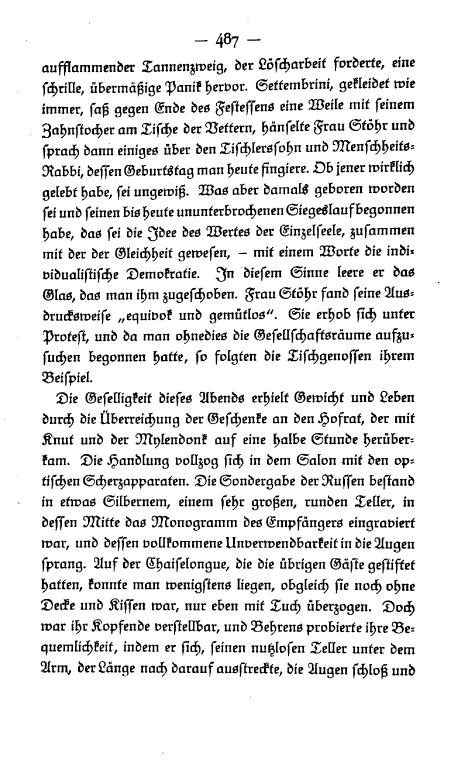 — 487 —
aufflammender Tannenzweig, der Löscharbeit forderte, eine
schrille, übermäßige Panik hervor. Settembrini, gekleidet wie
immer, saß gegen Ende des Festessens eine Weile mit seinem
Zahnstocher am Tische der Vettern, hänselte Frau Stöhr und
sprach dann einiges über den Tischlerssohn und Menschheits-
Rabbi, dessen Geburtstag man heute fingiere. Ob jener wirklich
gelebt habe, sei ungewiß. Was aber damals geboren worden
sei und seinen bis heute ununterbrochenen Siegeslauf begonnen
habe, das sei die Idee des Wertes der Einzelseele, zusammen
mit der der Gleichheit gewesen, – mit einem Worte die indi-
vidualistische Demokratie. In diesem Sinne leere er das
Glas, das man ihm zugeschoben. Frau Stöhr fand seine Aus-
drucksweise „equivok und gemütlos“. Sie erhob sich unter
Protest, und da man ohnedies die Gesellschaftsräume aufzu-
suchen begonnen hatte, so folgten die Tischgenossen ihrem
Beispiel.
Die Geselligkeit dieses Abends erhielt Gewicht und Leben
durch die Überreichung der Geschenke an den Hofrat, der mit
Knut und der Mylendonk auf eine halbe Stunde herüber-
kam. Die Handlung vollzog sich in dem Salon mit den op-
tischen Scherzapparaten. Die Sondergabe der Russen bestand
in etwas Silbernem, einem sehr großen, runden Teller, in
dessen Mitte das Monogramm des Empfängers eingraviert
war, und dessen vollkommene Unverwendbarkeit in die Augen
sprang. Auf der Chaiselongue, die die übrigen Gäste gestiftet
hatten, konnte man wenigstens liegen, obgleich sie noch ohne
Decke und Kissen war, nur eben mit Tuch überzogen. Doch
war ihr Kopfende verstellbar, und Behrens probierte ihre Be-
quemlichkeit, indem er sich, seinen nutzlosen Teller unter dem
Arm, der Länge nach darauf ausstreckte, die Augen schloß und